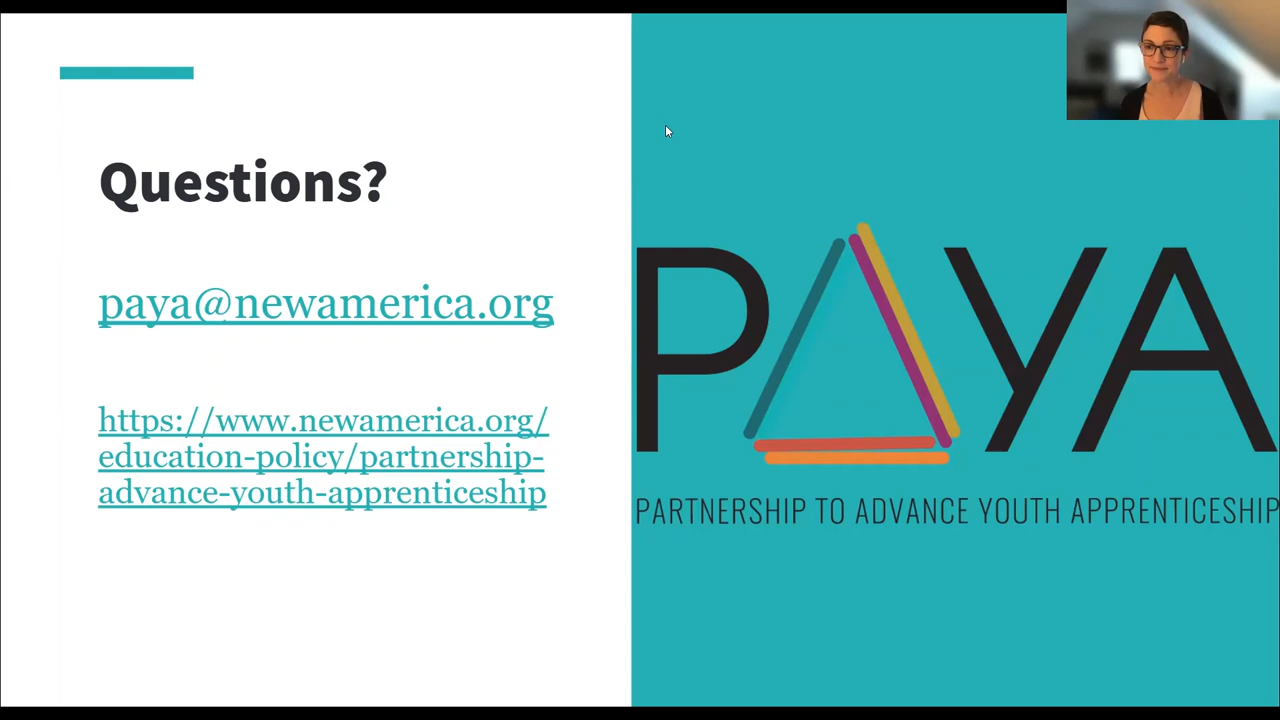 Questions?
paya@newamerica.org
https://www.newamerica.org/
education-policy/partnership-
advance-youth-apprenticeship
PAYA
PARTNERSHIP TO ADVANCE YOUTH APPRENTICESHIP